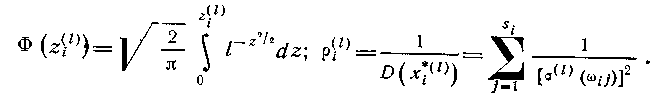 Φ (z_i^{(l)}) = √(2/π) ∫_0^{z_i^{(l)}} l^{-z²/₂} dz; p_i^{(l)} = 1 / D (x_i^{*(l)}) = Σ_{j=1}^{s_i} 1 / [σ^{(l)} (ω_{ij})]² .